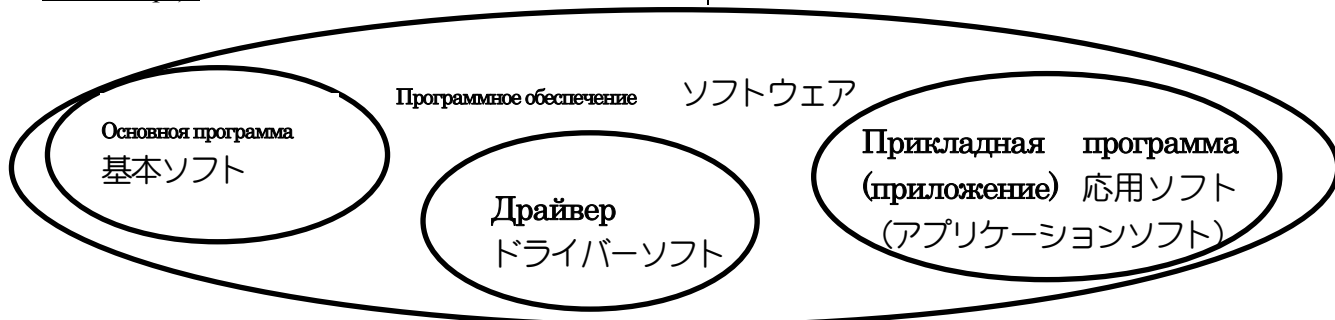 Программное обеспечение ソフトウェア
Основноя программа
基本ソフト
Драйвер
ドライバーソフト
Прикладная программа
(приложение) 応用ソフト
(アプリケーションソフト)